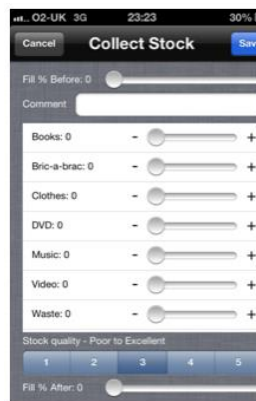 O2-UK 3G 23:23 30%
Cancel Collect Stock Sav
Fill % Before: 0
Comment
Books: 0 - +
Bric-a-brac: 0 - +
Clothes: 0 - +
DVD: 0 - +
Music: 0 - +
Video: 0 - +
Waste: 0 - +
Stock quality - Poor to Excellent
1 2 3 4 5
Fill % After: 0